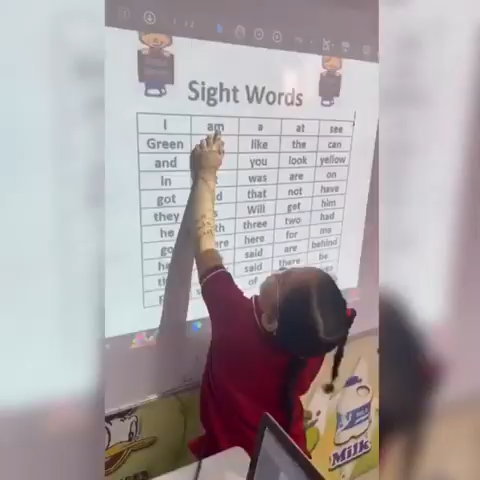 Sight Words
I am a at see
Green like the can
and you look yellow
In was are on
got that not have
they Will get him
he three two had
go here for me
said are behind
said there be
of
Milk